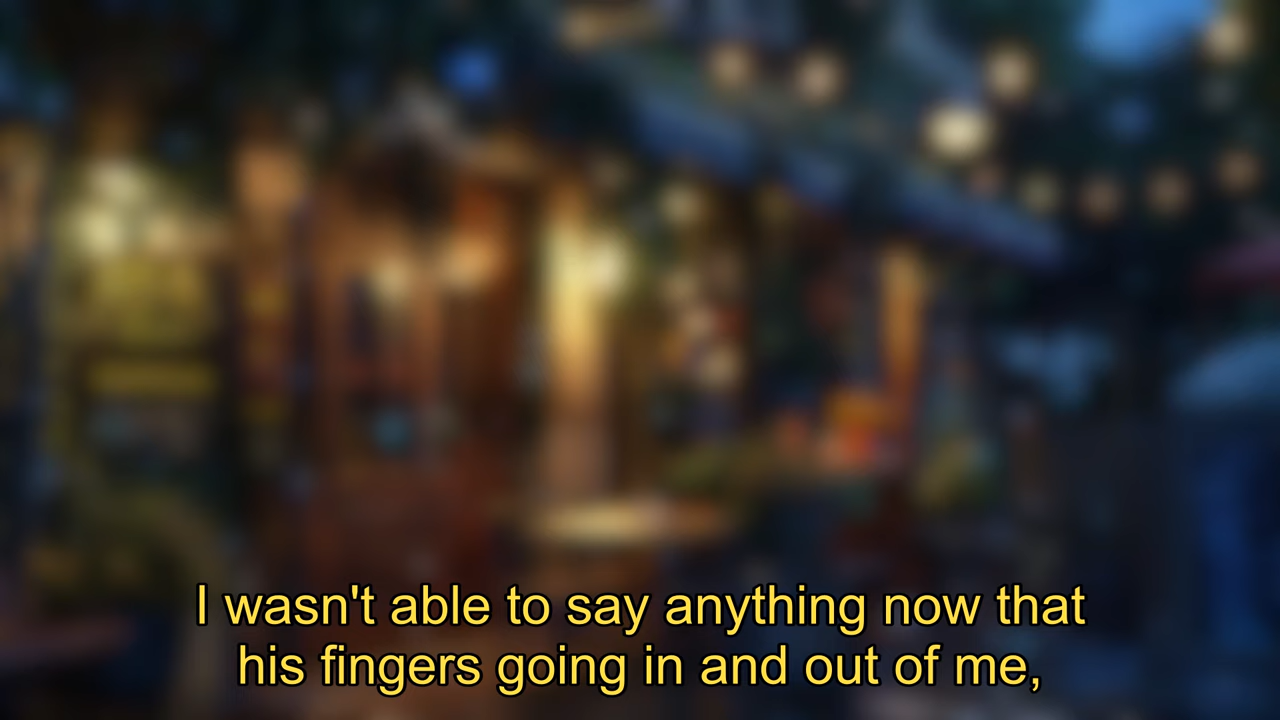 I wasn't able to say anything now that
his fingers going in and out of me,